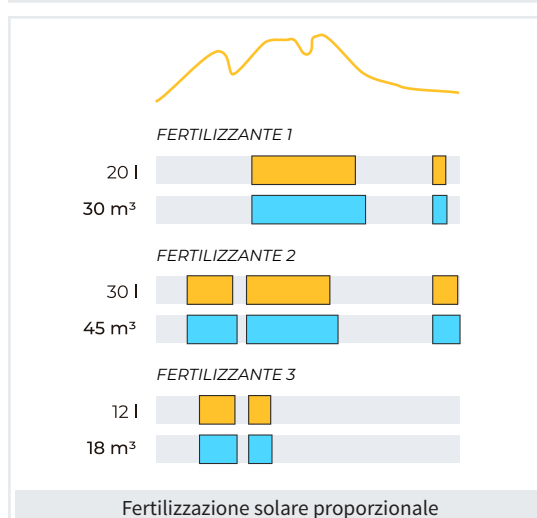 FERTILIZZANTE 1
20 l
30 m³
FERTILIZZANTE 2
30 l
45 m³
FERTILIZZANTE 3
12 l
18 m³
Fertilizzazione solare proporzionale